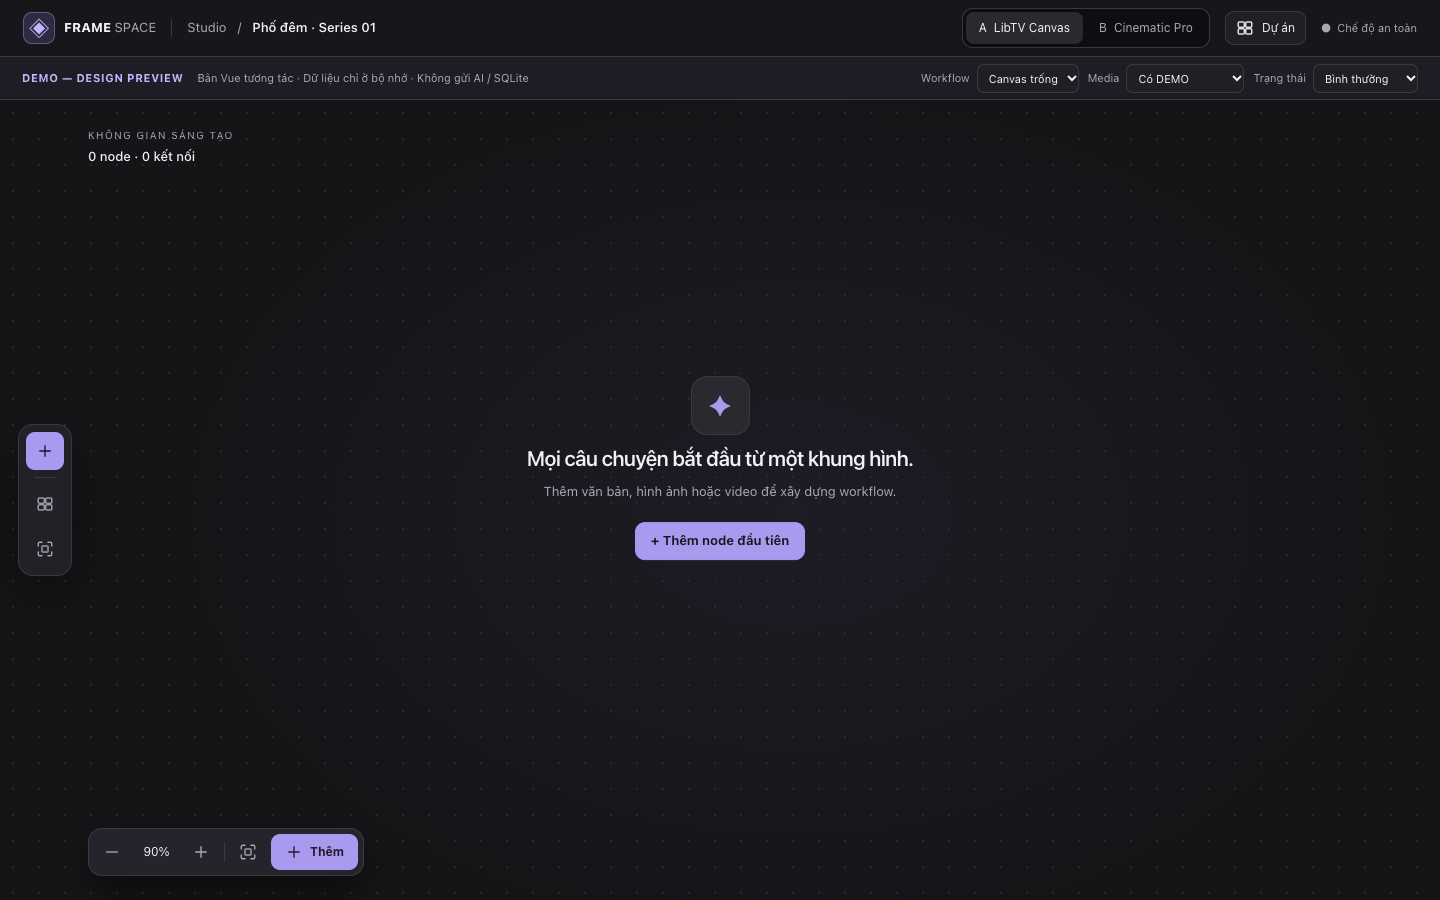 FRAME SPACE Studio / Phố đêm · Series 01 A LibTV Canvas B Cinematic Pro Dự án Chế độ an toàn
DEMO — DESIGN PREVIEW Bản Vue tương tác · Dữ liệu chỉ ở bộ nhớ · Không gửi AI / SQLite Workflow Canvas trống Media Có DEMO Trạng thái Bình thường
KHÔNG GIAN SÁNG TẠO
0 node · 0 kết nối
Mọi câu chuyện bắt đầu từ một khung hình.
Thêm văn bản, hình ảnh hoặc video để xây dựng workflow.
+ Thêm node đầu tiên
90% Thêm